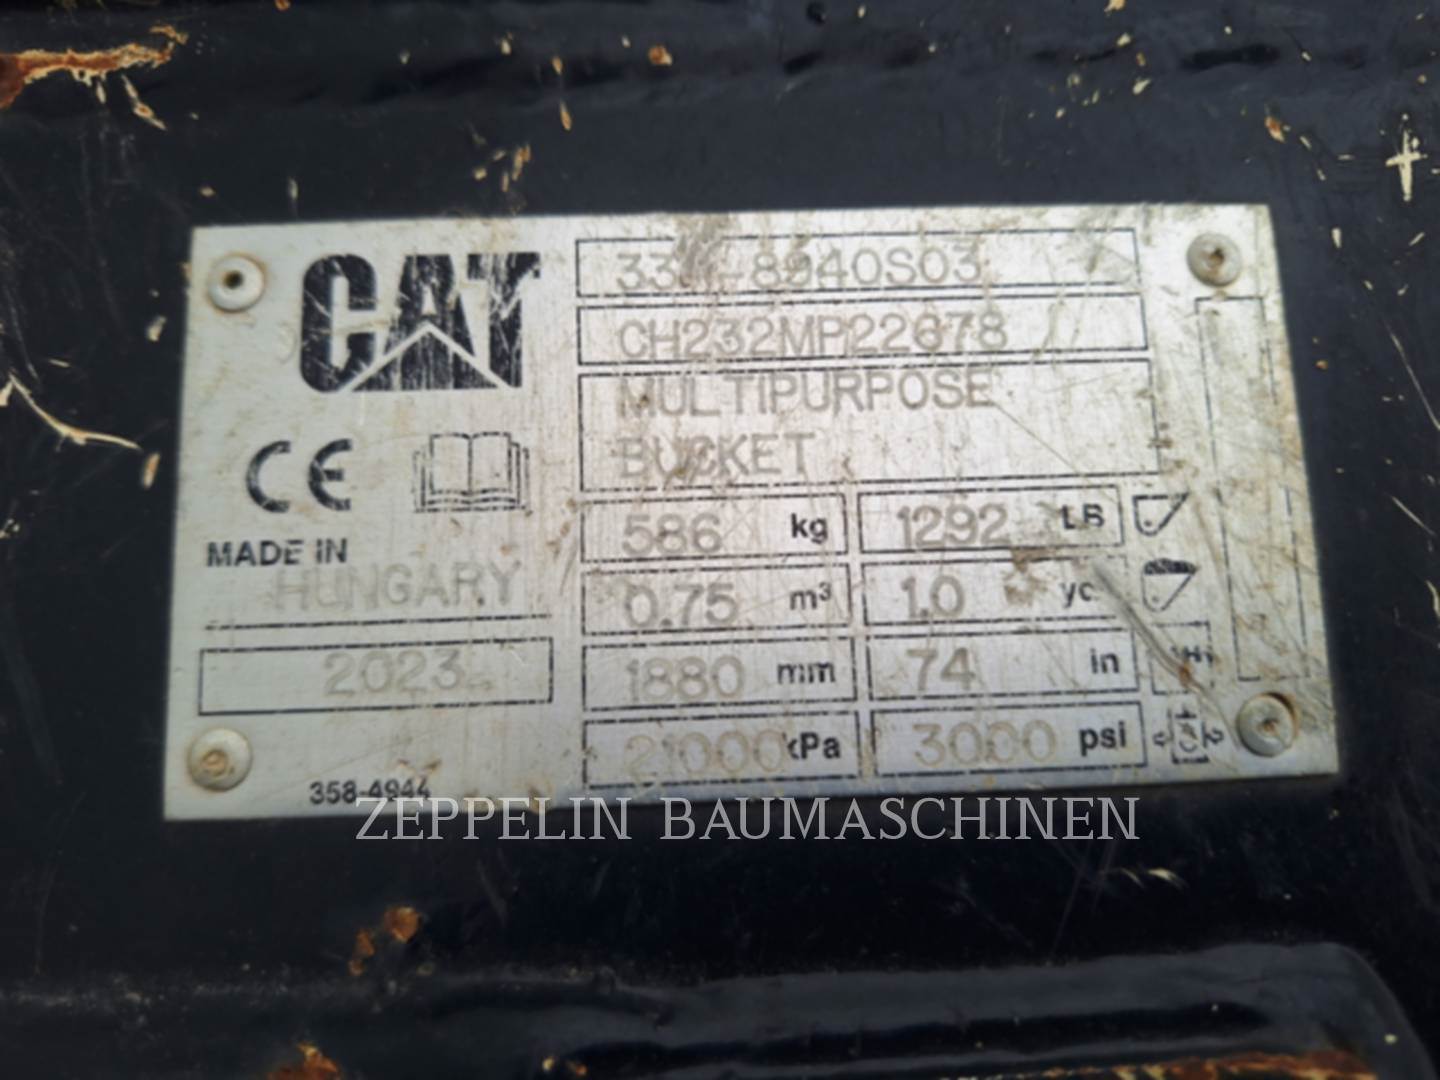 CAT
CH232MP22678
MULTIPURPOSE
BUCKET
CE
586 kg 1292 LB
MADE IN
HUNGARY
0.75 m³ 1.0
2023
1880 mm 74 in
21000 kPa 3000 psi
358-4944
ZEPPELIN BAUMASCHINEN